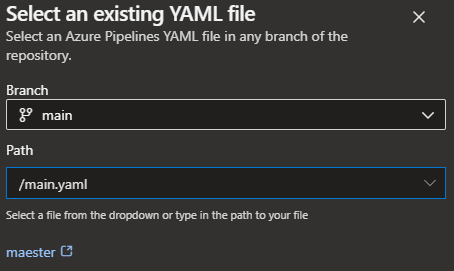 Select an existing YAML file
Select an Azure Pipelines YAML file in any branch of the
repository.
Branch
main
Path
/main.yaml
Select a file from the dropdown or type in the path to your file
maester